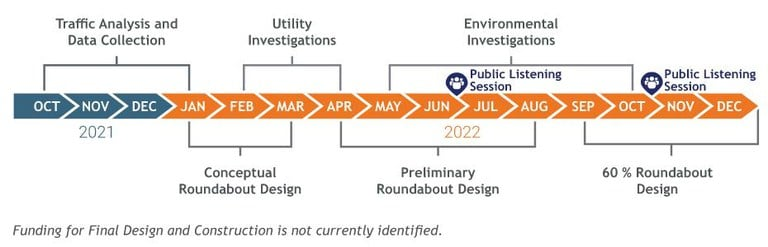 Traffic Analysis and
Data Collection
Utility
Investigations
Environmental
Investigations
Public Listening
Session
Public Listening
Session
OCT NOV DEC JAN FEB MAR APR MAY JUN JUL AUG SEP OCT NOV DEC
2021 2022
Conceptual
Roundabout Design
Preliminary
Roundabout Design
60 % Roundabout
Design
Funding for Final Design and Construction is not currently identified.